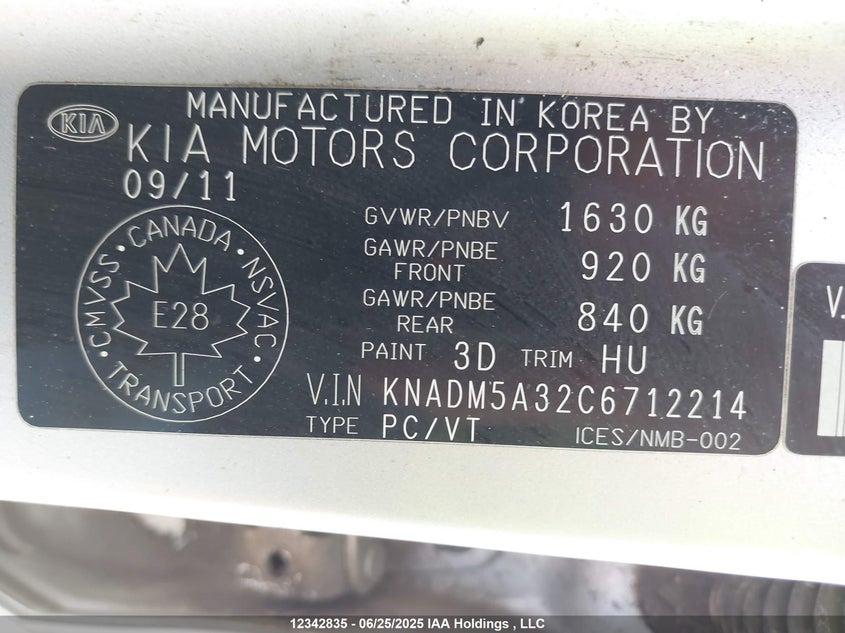 KIA
MANUFACTURED IN KOREA BY
KIA MOTORS CORPORATION
09/11
CANADA · NSVAC · TRANSPORT · CMVSS ·
E28
GVWR/PNBV 1630 KG
GAWR/PNBE FRONT 920 KG
GAWR/PNBE REAR 840 KG
PAINT 3D TRIM HU
V.I.N KNADM5A32C6712214
TYPE PC/VT ICES/NMB-002
V.
12342835 - 06/25/2025 IAA Holdings , LLC